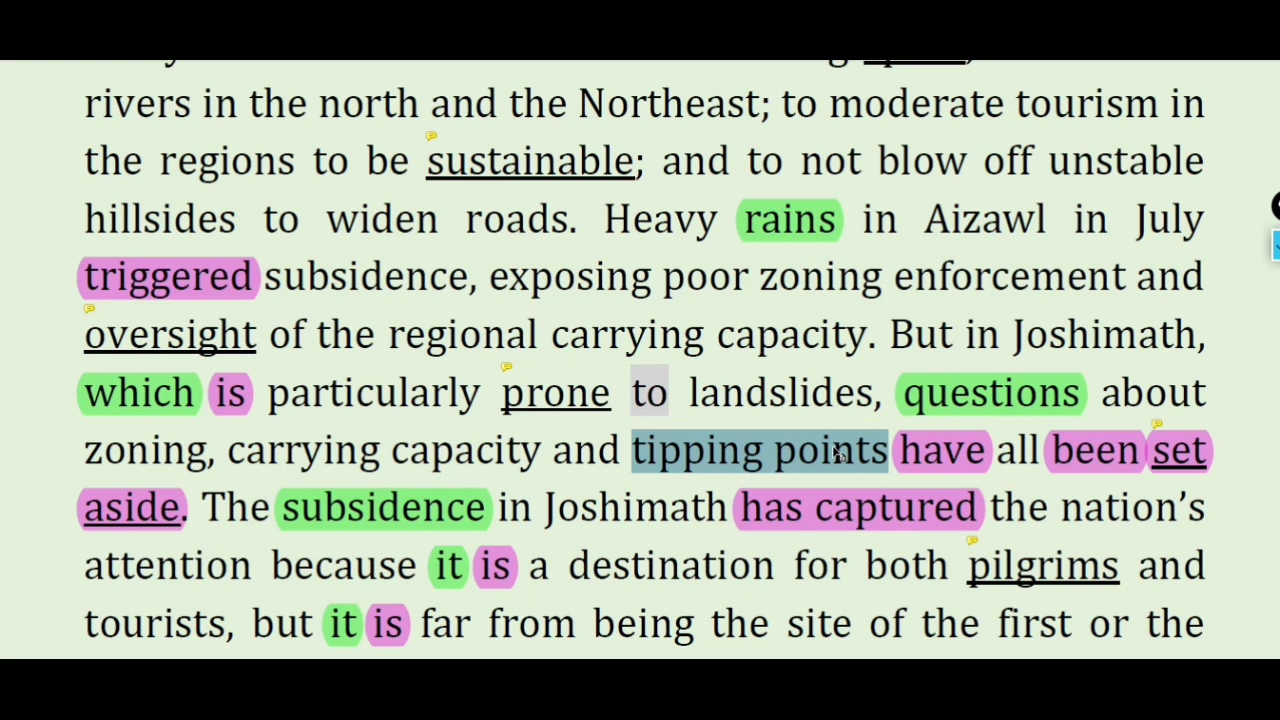 rivers in the north and the Northeast; to moderate tourism in
the regions to be sustainable; and to not blow off unstable
hillsides to widen roads. Heavy rains in Aizawl in July
triggered subsidence, exposing poor zoning enforcement and
oversight of the regional carrying capacity. But in Joshimath,
which is particularly prone to landslides, questions about
zoning, carrying capacity and tipping points have all been set
aside. The subsidence in Joshimath has captured the nation’s
attention because it is a destination for both pilgrims and
tourists, but it is far from being the site of the first or the